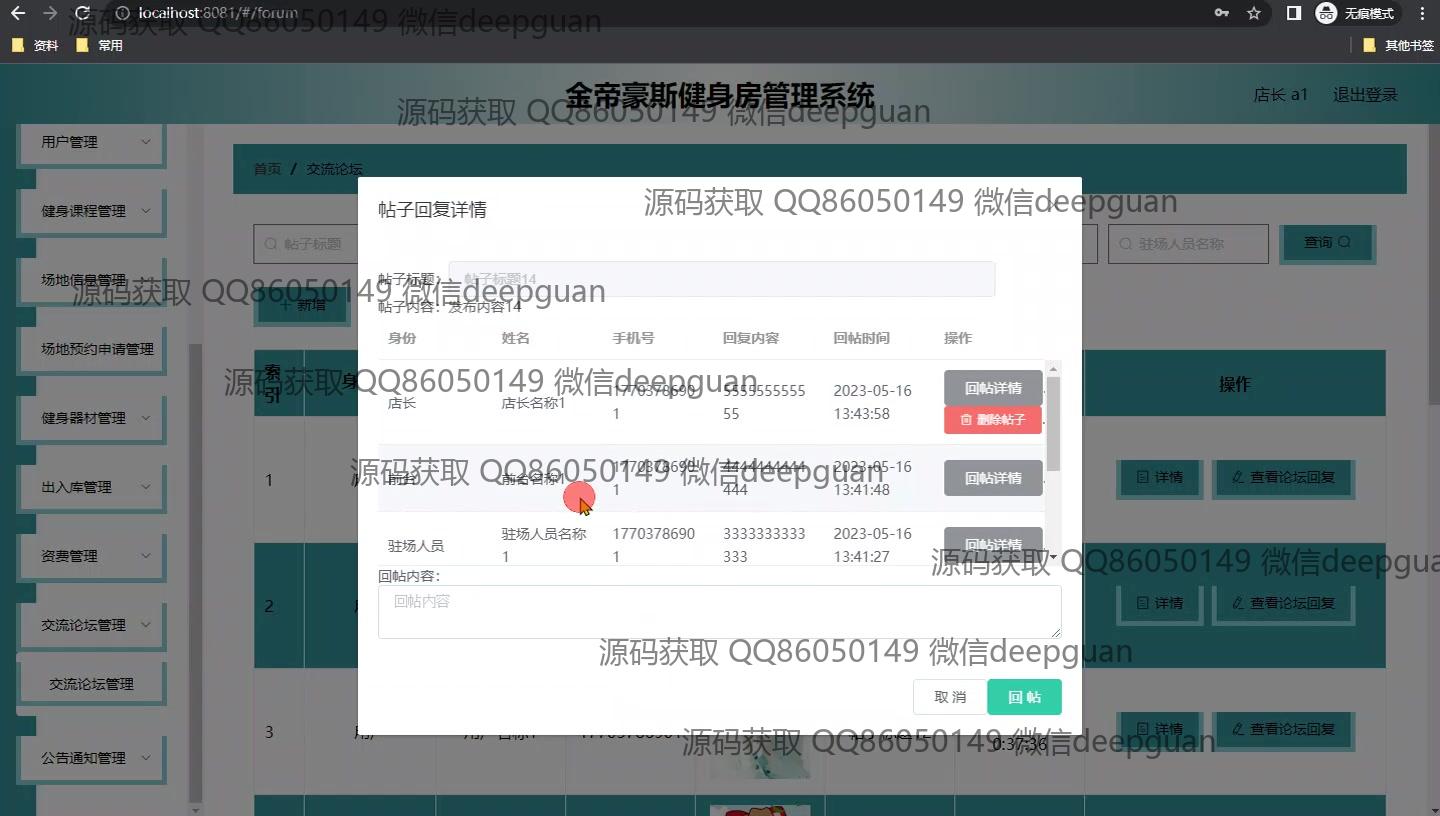 localhost:8081/#/forum
无痕模式
资料
常用
其他书签
源码获取 QQ86050149 微信deepguan
金帝豪斯健身房管理系统
源码获取 QQ86050149 微信deepguan
店长 a1
退出登录
用户管理
健身课程管理
场地信息管理
场地预约申请管理
健身器材管理
出入库管理
资费管理
交流论坛管理
交流论坛管理
公告通知管理
首页 / 交流论坛
帖子标题
驻场人员名称
查询
新增
帖子回复详情
源码获取 QQ86050149 微信deepguan
帖子标题：
帖子标题14
源码获取 QQ86050149 微信deepguan
帖子内容：发布内容14
身份 姓名 手机号 回复内容 回帖时间 操作
源码获取 QQ86050149 微信deepguan
店长 店长名称1 1770378690 5555555555 2023-05-16 回帖详情
1 55 13:43:58 删除帖子
源码获取 QQ86050149 微信deepguan
前台 前台名称1 1770378690 4444444444 2023-05-16 回帖详情
1 444 13:41:48
驻场人员 驻场人员名称 1770378690 3333333333 2023-05-16 回帖详情
1 1 333 13:41:27
源码获取 QQ86050149 微信deepgua
回帖内容：
回帖内容
源码获取 QQ86050149 微信deepguan
取 消
回 帖
源码获取 QQ86050149 微信deepguan
索引
操作
1
详情
查看论坛回复
2
详情
查看论坛回复
3
0:37:36
详情
查看论坛回复